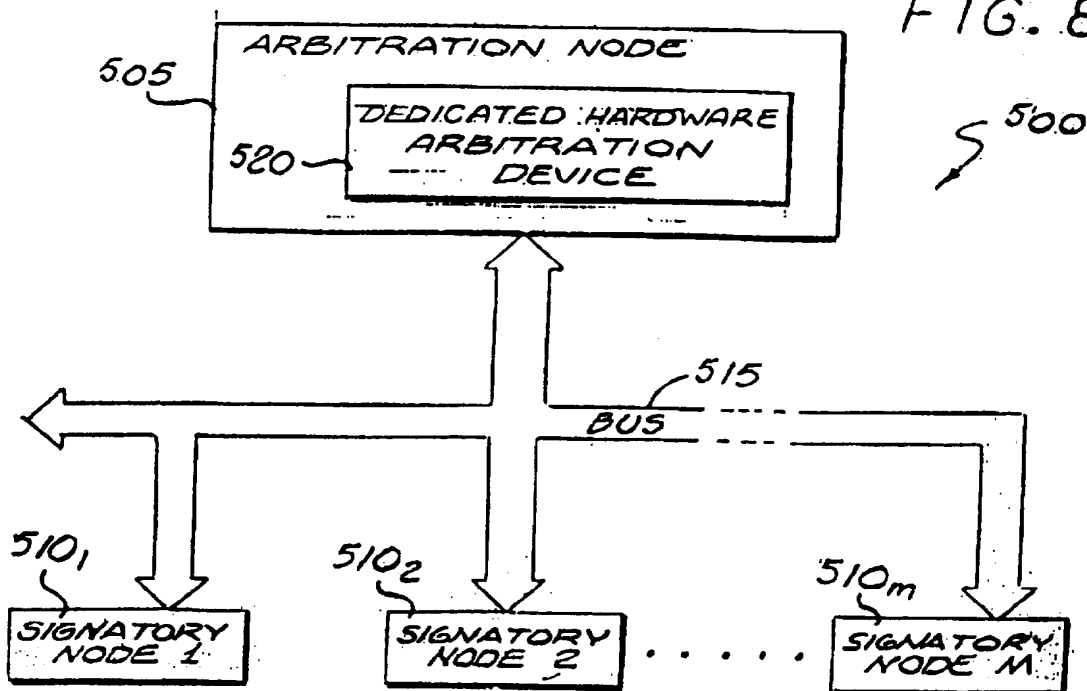 FIG. 8
ARBITRATION NODE
505
DEDICATED HARDWARE
ARBITRATION
DEVICE
520
500
515
BUS
510₁
SIGNATORY
NODE 1
510₂
SIGNATORY
NODE 2
. . . . . .
510m
SIGNATORY
NODE M